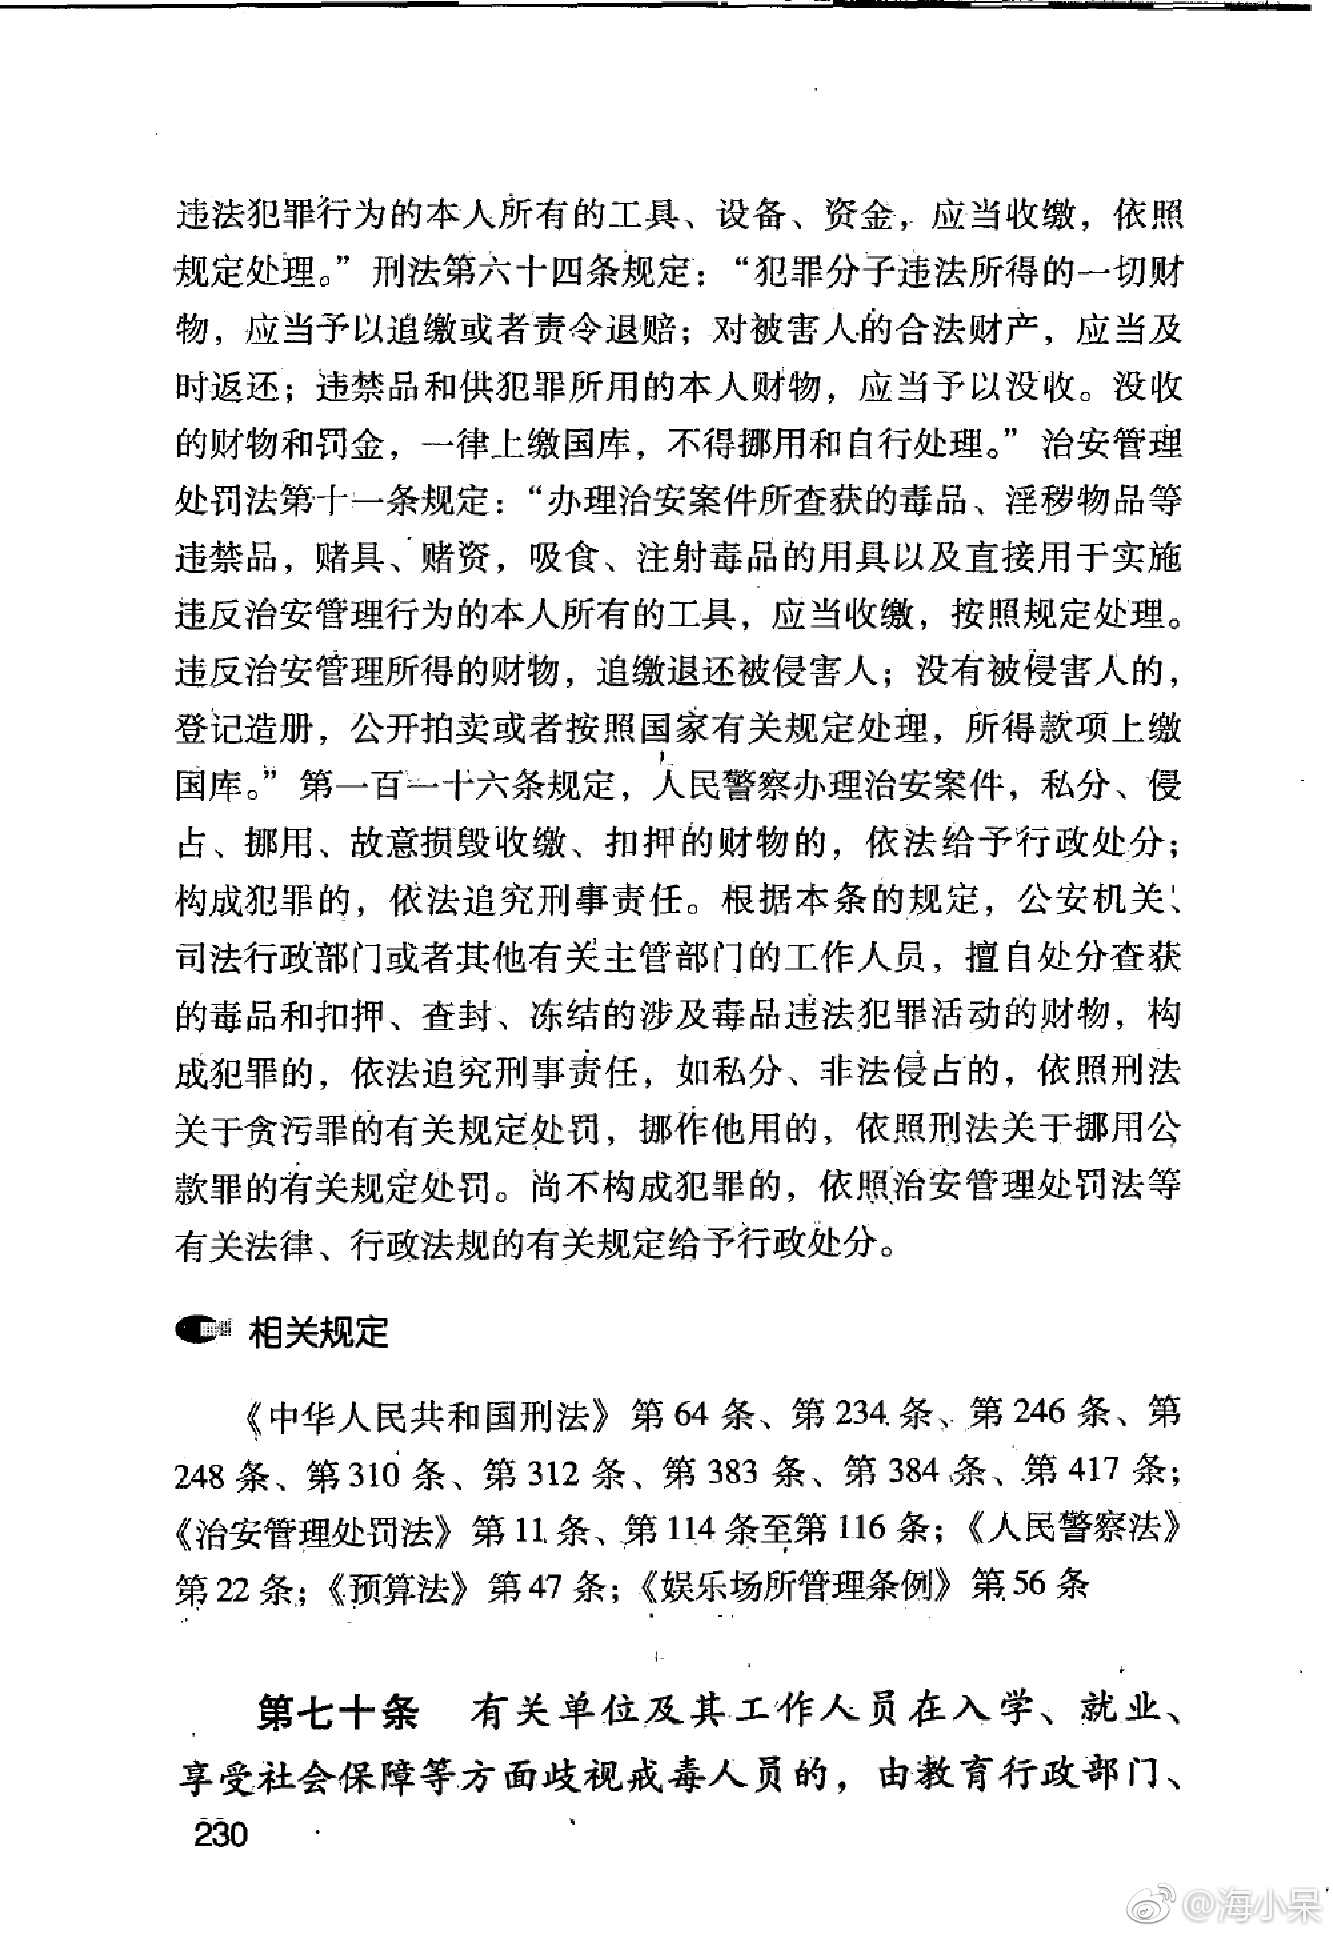 违法犯罪行为的本人所有的工具、设备、资金，应当收缴，依照
规定处理。”刑法第六十四条规定：“犯罪分子违法所得的一切财
物，应当予以追缴或者责令退赔；对被害人的合法财产，应当及
时返还；违禁品和供犯罪所用的本人财物，应当予以没收。没收
的财物和罚金，一律上缴国库，不得挪用和自行处理。”治安管理
处罚法第十一条规定：“办理治安案件所查获的毒品、淫秽物品等
违禁品，赌具、赌资，吸食、注射毒品的用具以及直接用于实施
违反治安管理行为的本人所有的工具，应当收缴，按照规定处理。
违反治安管理所得的财物，追缴退还被侵害人；没有被侵害人的，
登记造册，公开拍卖或者按照国家有关规定处理，所得款项上缴
国库。”第一百一十六条规定，人民警察办理治安案件，私分、侵
占、挪用、故意损毁收缴、扣押的财物的，依法给予行政处分；
构成犯罪的，依法追究刑事责任。根据本条的规定，公安机关、
司法行政部门或者其他有关主管部门的工作人员，擅自处分查获
的毒品和扣押、查封、冻结的涉及毒品违法犯罪活动的财物，构
成犯罪的，依法追究刑事责任，如私分、非法侵占的，依照刑法
关于贪污罪的有关规定处罚，挪作他用的，依照刑法关于挪用公
款罪的有关规定处罚。尚不构成犯罪的，依照治安管理处罚法等
有关法律、行政法规的有关规定给予行政处分。
相关规定
《中华人民共和国刑法》第 64 条、第 234 条、第 246 条、第
248 条、第 310 条、第 312 条、第 383 条、第 384 条、第 417 条；
《治安管理处罚法》第 11 条、第 114 条至第 116 条；《人民警察法》
第 22 条；《预算法》第 47 条；《娱乐场所管理条例》第 56 条
第七十条　有关单位及其工作人员在入学、就业、
享受社会保障等方面歧视戒毒人员的，由教育行政部门、
230
@海小呆